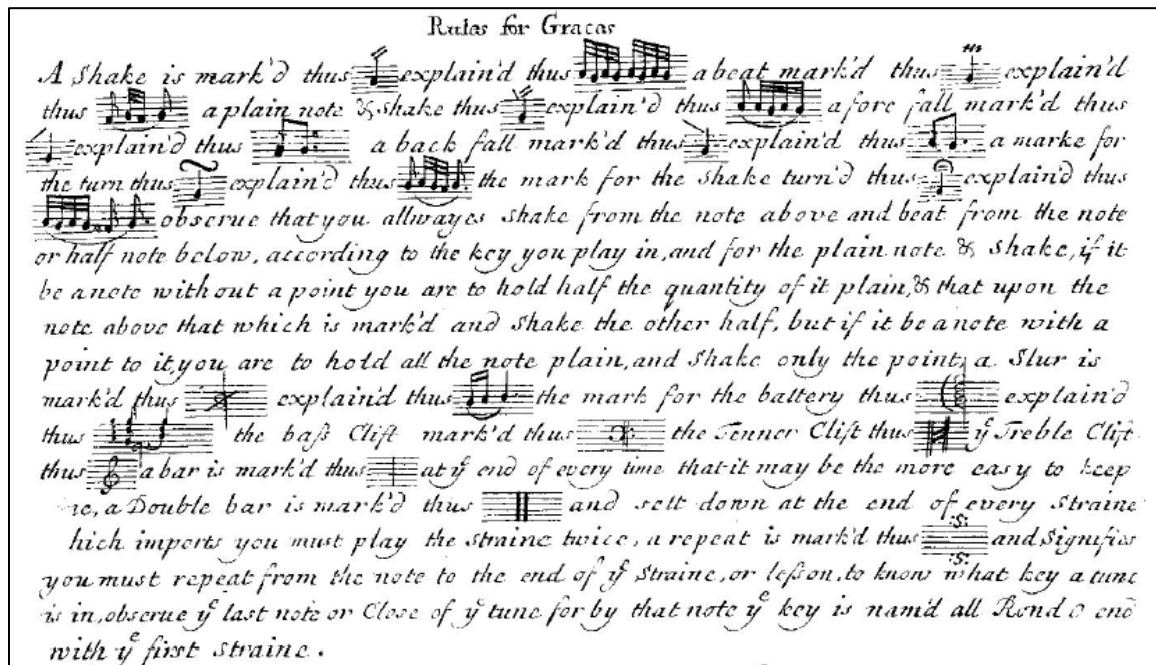 Rules for Graces
A Shake is mark'd thus explain'd thus a beat mark'd thus explain'd
thus a plain note & shake thus explain'd thus a fore fall mark'd thus
explain'd thus a back fall mark'd thus explain'd thus a marke for
the turn thus explain'd thus the mark for the shake turn'd thus explain'd thus
obserue that you allwayes shake from the note above and beat from the note
or half note below, according to the key you play in, and for the plain note & shake, if it
be a note without a point you are to hold half the quantity of it plain, & that upon the
note above that which is mark'd and shake the other half, but if it be a note with a
point to it, you are to hold all the note plain, and shake only the point, a Slur is
mark'd thus explain'd thus the mark for the battery thus explain'd
thus the baß Clift mark'd thus the Tenner Clift thus yͤ Treble Clift
thus a bar is mark'd thus at yͤ end of every time that it may be the more easy to keep
a Double bar is mark'd thus and sett down at the end of every Straine
hich imports you must play the straine twice, a repeat is mark'd thus :S: :S: and Signifies
you must repeat from the note to the end of yͤ Straine, or leſson, to know what key a tune
is in, obserue yͤ last note or Close of yͤ tune for by that note yͤ key is nam'd all Rondo end
with yͤ first straine.